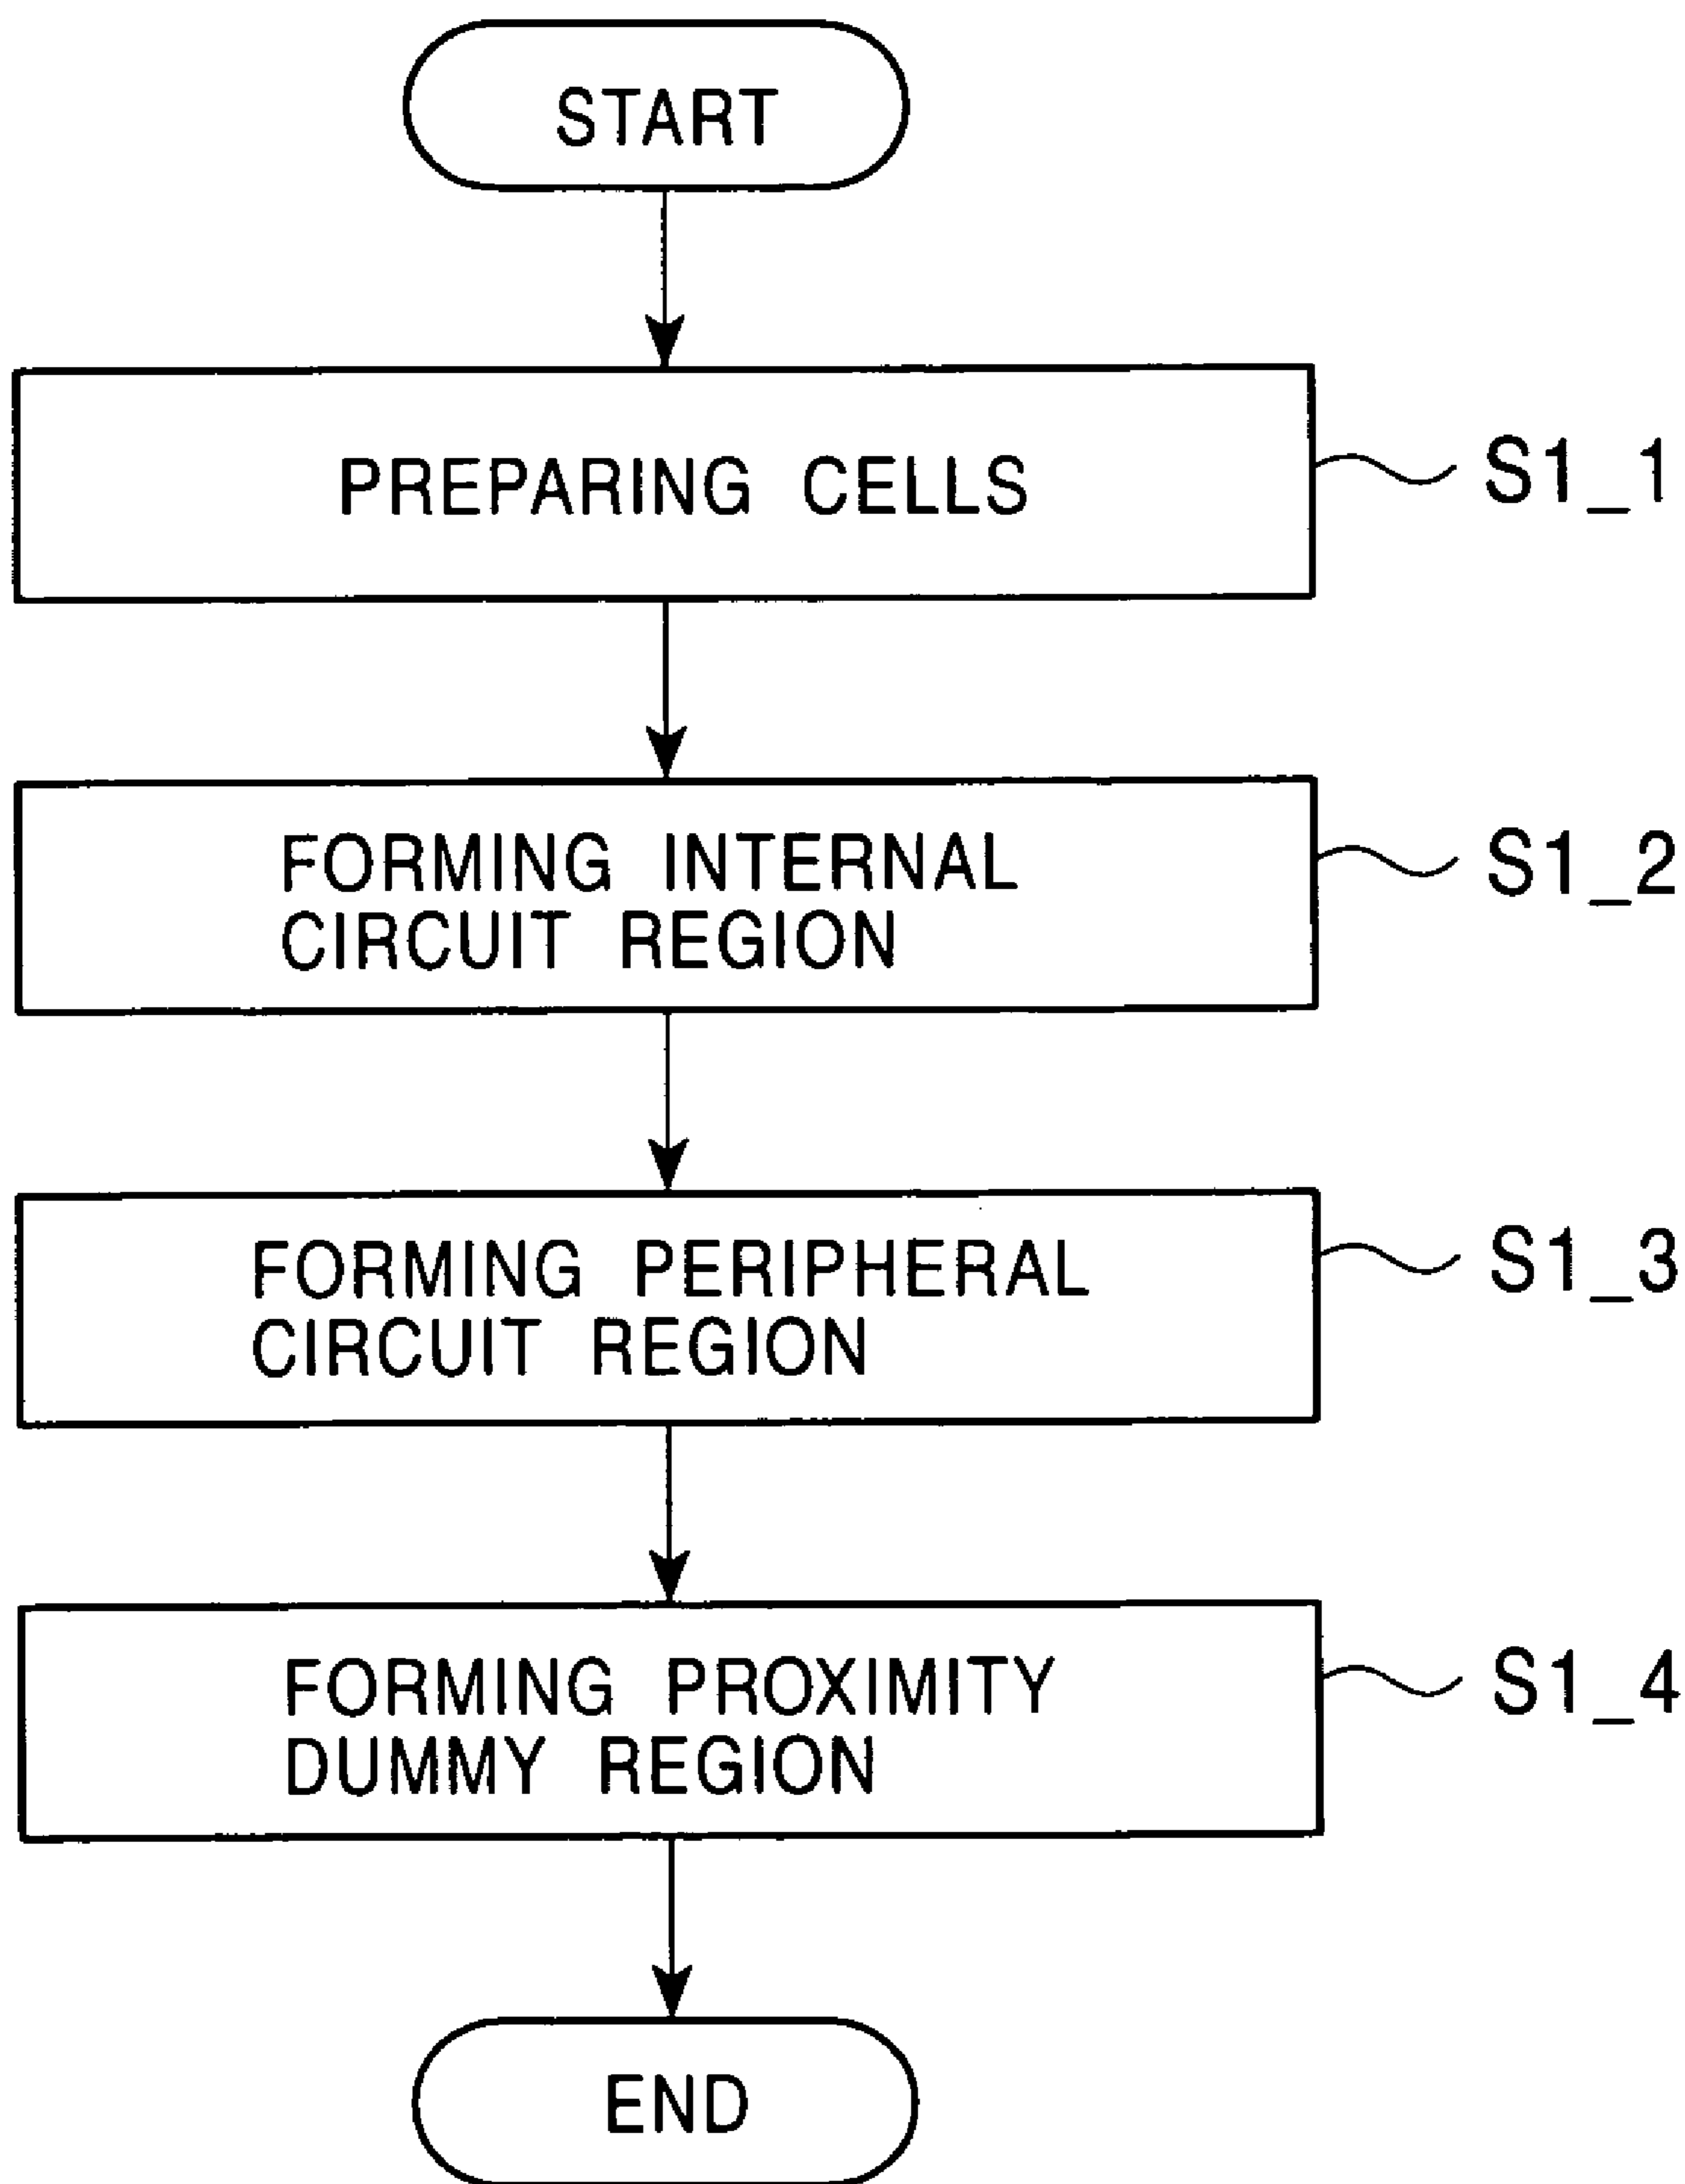 START
PREPARING CELLS
S1_1
FORMING INTERNAL
CIRCUIT REGION
S1_2
FORMING PERIPHERAL
CIRCUIT REGION
S1_3
FORMING PROXIMITY
DUMMY REGION
S1_4
END